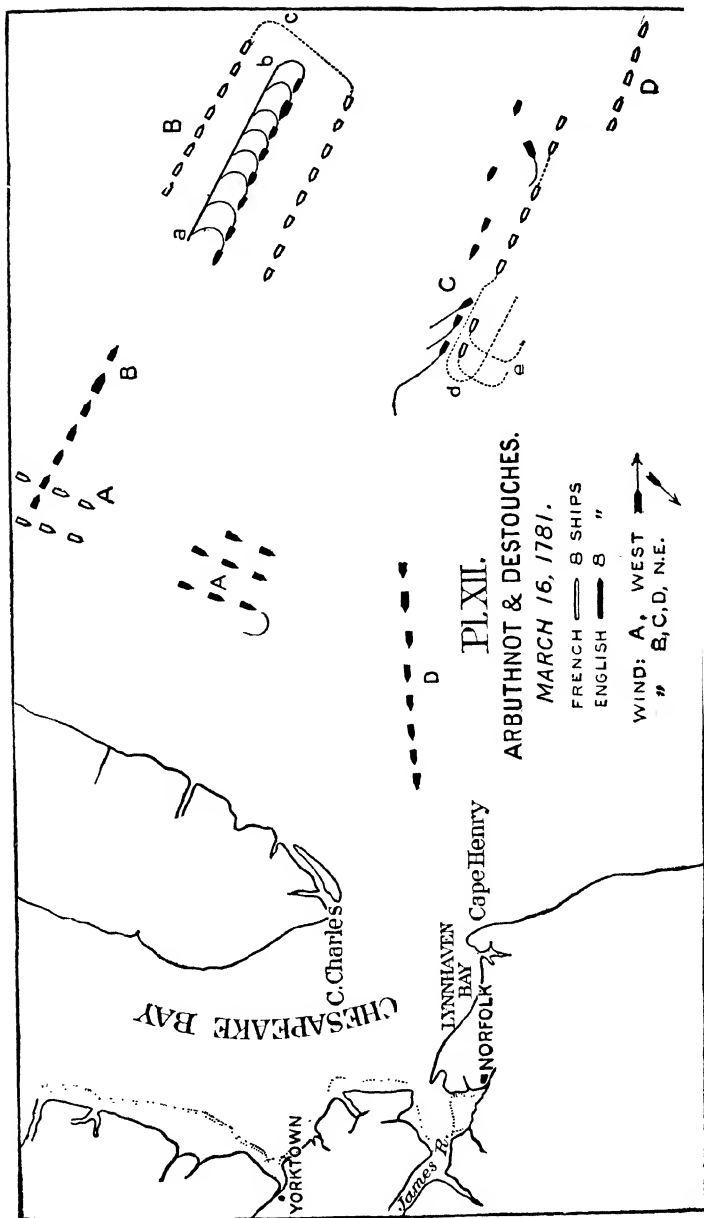 PL.XII.
ARBUTHNOT & DESTOUCHES.
MARCH 16, 1781.
FRENCH 8 SHIPS
ENGLISH 8 "
WIND: A, WEST
" B,C,D, N.E.
CHESAPEAKE BAY
C. Charles
LYNNHAVEN
BAY
Cape Henry
NORFOLK
YORKTOWN
James R.
A
A
B
B
a
b
c
C
d
e
D
D